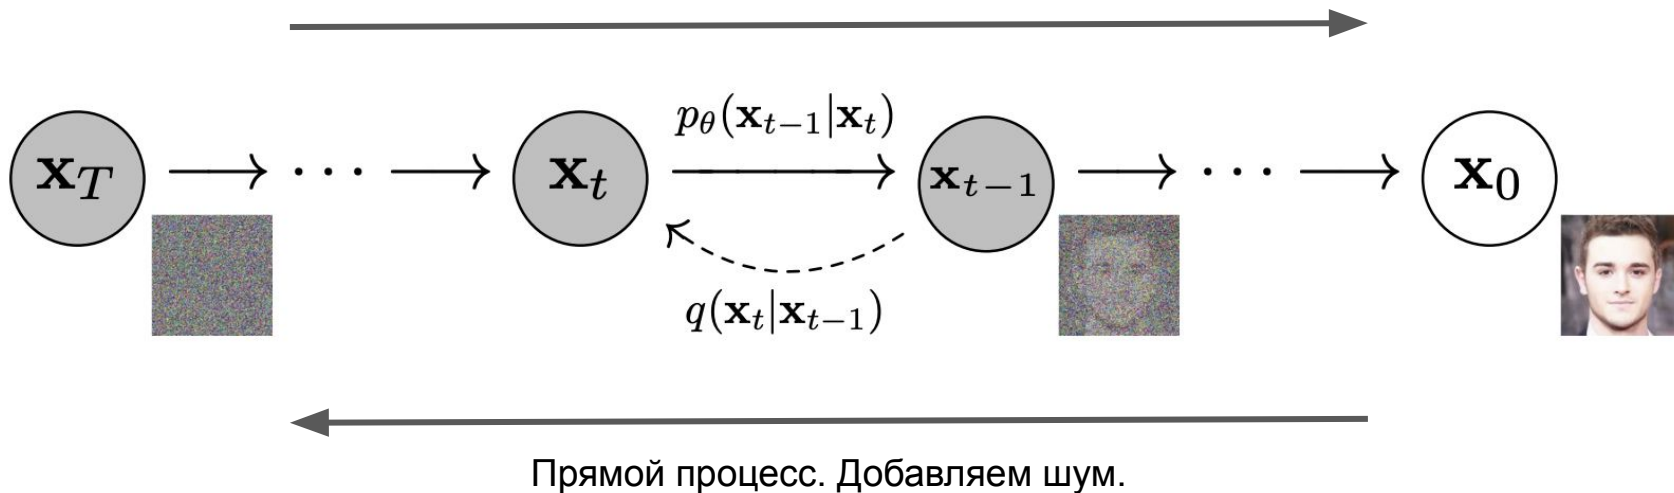 p_θ(x_{t−1}|x_t)
x_T → ··· → x_t → x_{t−1} → ··· → x_0
q(x_t|x_{t−1})
Прямой процесс. Добавляем шум.